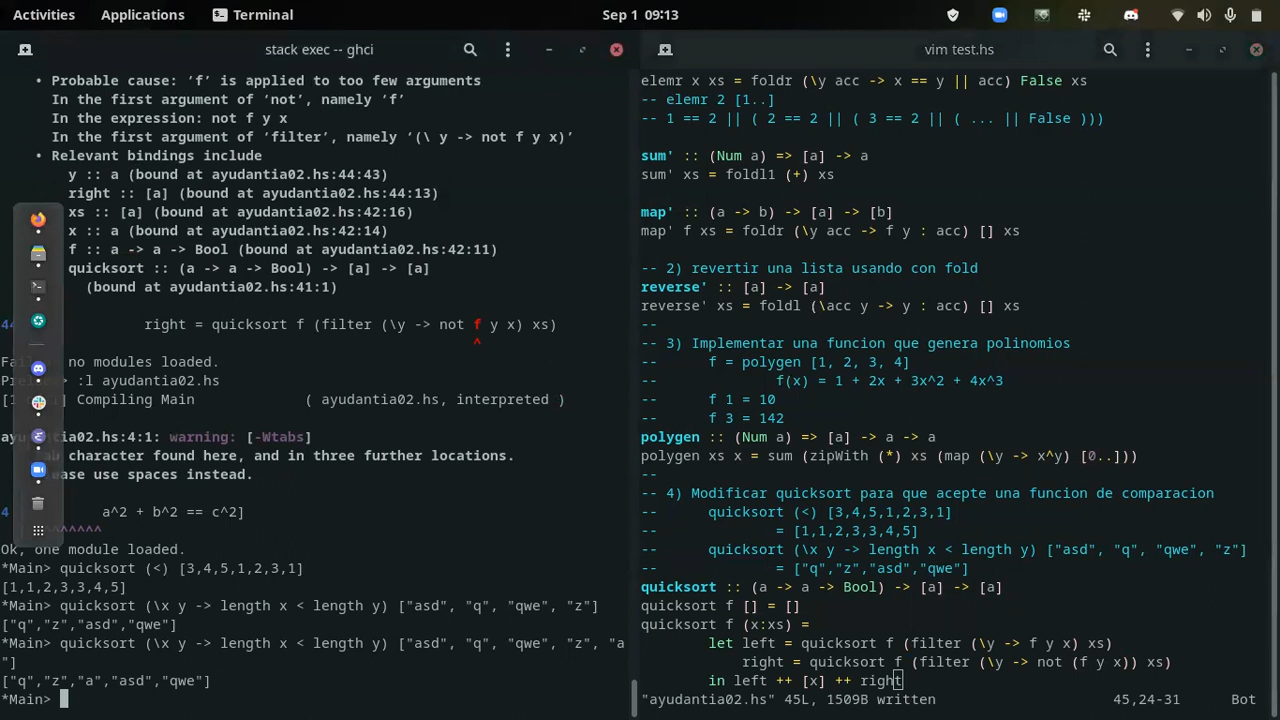 Activities Applications Terminal Sep 1 09:13
stack exec -- ghci
• Probable cause: ‘f’ is applied to too few arguments
In the first argument of ‘not’, namely ‘f’
In the expression: not f y x
In the first argument of ‘filter’, namely ‘(\ y -> not f y x)’
• Relevant bindings include
y :: a (bound at ayudantia02.hs:44:43)
right :: [a] (bound at ayudantia02.hs:44:13)
xs :: [a] (bound at ayudantia02.hs:42:16)
x :: a (bound at ayudantia02.hs:42:14)
f :: a -> a -> Bool (bound at ayudantia02.hs:42:11)
quicksort :: (a -> a -> Bool) -> [a] -> [a]
(bound at ayudantia02.hs:41:1)
44 right = quicksort f (filter (\y -> not f y x) xs)
^
no modules loaded.
> :l ayudantia02.hs
Compiling Main ( ayudantia02.hs, interpreted )
:4:1: warning: [-Wtabs]
character found here, and in three further locations.
use spaces instead.
4 a^2 + b^2 == c^2]
^^^^^^^
Ok, one module loaded.
*Main> quicksort (<) [3,4,5,1,2,3,1]
[1,1,2,3,3,4,5]
*Main> quicksort (\x y -> length x < length y) ["asd", "q", "qwe", "z"]
["q","z","asd","qwe"]
*Main> quicksort (\x y -> length x < length y) ["asd", "q", "qwe", "z", "a
"]
["q","z","a","asd","qwe"]
*Main>
vim test.hs
elemr x xs = foldr (\y acc -> x == y || acc) False xs
-- elemr 2 [1..]
-- 1 == 2 || ( 2 == 2 || ( 3 == 2 || ( ... || False )))
sum' :: (Num a) => [a] -> a
sum' xs = foldl1 (+) xs
map' :: (a -> b) -> [a] -> [b]
map' f xs = foldr (\y acc -> f y : acc) [] xs
-- 2) revertir una lista usando con fold
reverse' :: [a] -> [a]
reverse' xs = foldl (\acc y -> y : acc) [] xs
--
-- 3) Implementar una funcion que genera polinomios
-- f = polygen [1, 2, 3, 4]
-- f(x) = 1 + 2x + 3x^2 + 4x^3
-- f 1 = 10
-- f 3 = 142
polygen :: (Num a) => [a] -> a -> a
polygen xs x = sum (zipWith (*) xs (map (\y -> x^y) [0..]))
--
-- 4) Modificar quicksort para que acepte una funcion de comparacion
-- quicksort (<) [3,4,5,1,2,3,1]
-- = [1,1,2,3,3,4,5]
-- quicksort (\x y -> length x < length y) ["asd", "q", "qwe", "z"]
-- = ["q","z","asd","qwe"]
quicksort :: (a -> a -> Bool) -> [a] -> [a]
quicksort f [] = []
quicksort f (x:xs) =
let left = quicksort f (filter (\y -> f y x) xs)
right = quicksort f (filter (\y -> not (f y x)) xs)
in left ++ [x] ++ right
"ayudantia02.hs" 45L, 1509B written 45,24-31 Bot